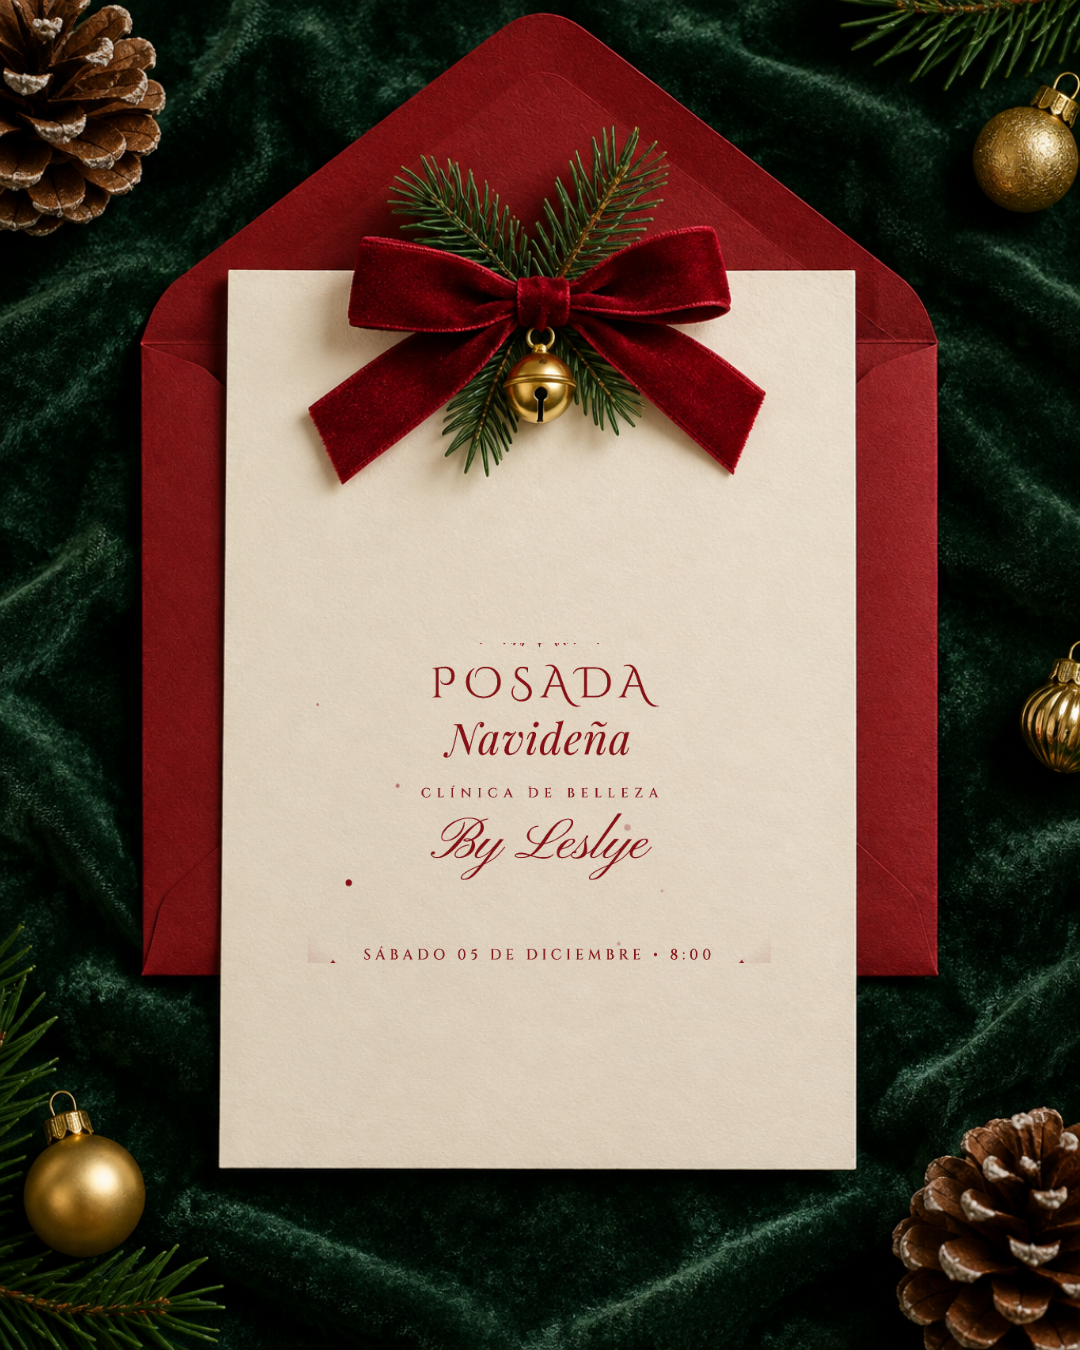 POSADA
Navideña
CLÍNICA DE BELLEZA
By Leslye
SÁBADO 05 DE DICIEMBRE • 8:00